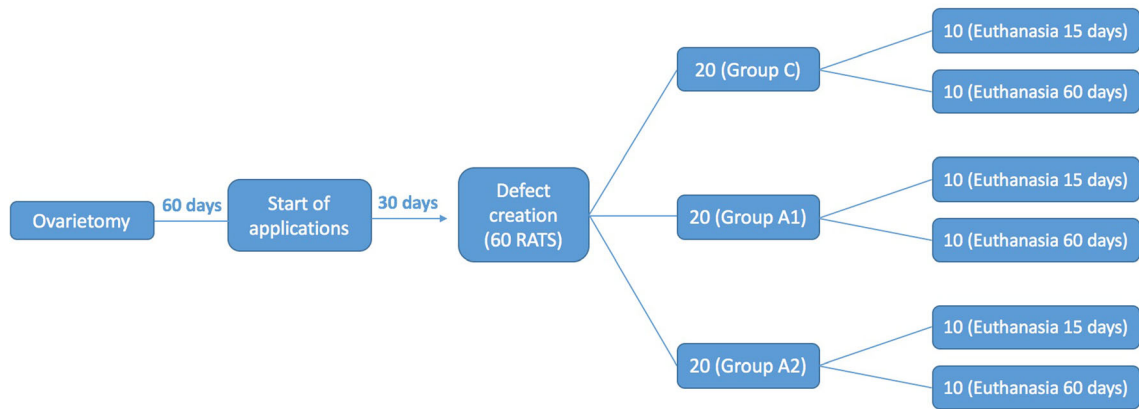 Ovarietomy
60 days
Start of
applications
30 days
Defect
creation
(60 RATS)
20 (Group C)
10 (Euthanasia 15 days)
10 (Euthanasia 60 days)
20 (Group A1)
10 (Euthanasia 15 days)
10 (Euthanasia 60 days)
20 (Group A2)
10 (Euthanasia 15 days)
10 (Euthanasia 60 days)